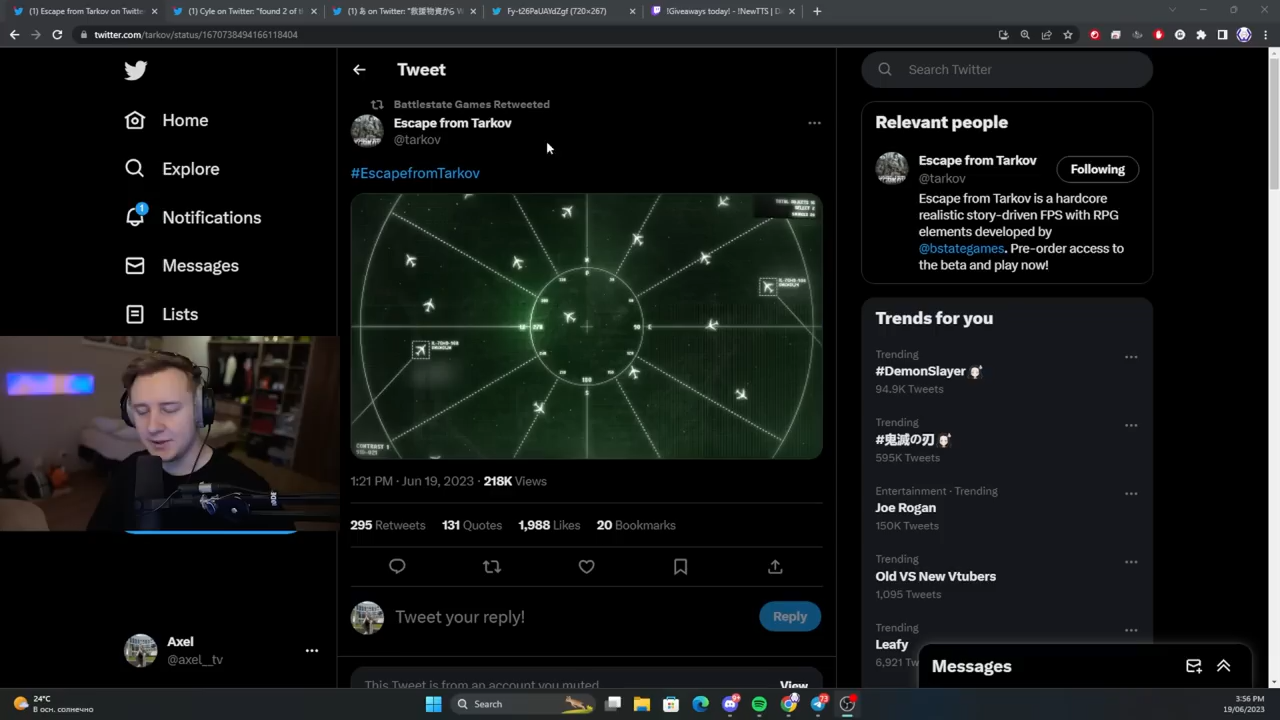 (1) Escape from Tarkov on Twitter
(1) Cyle on Twitter: "found 2 of th
(1) あ on Twitter: "救援物資から W
Fy-t26PaUAYdZgf (720×267)
!Giveaways today! - !NewTTS | D
twitter.com/tarkov/status/1670738494166118404
Tweet
Search Twitter
Battlestate Games Retweeted
Escape from Tarkov
@tarkov
#EscapefromTarkov
Home
Explore
1
Notifications
Messages
Lists
1:21 PM · Jun 19, 2023 · 218K Views
295 Retweets 131 Quotes 1,988 Likes 20 Bookmarks
Tweet your reply!
Reply
This Tweet is from an account you muted.
View
Axel
@axel__tv
Relevant people
Escape from Tarkov
@tarkov
Following
Escape from Tarkov is a hardcore
realistic story-driven FPS with RPG
elements developed by
@bstategames. Pre-order access to
the beta and play now!
Trends for you
Trending
#DemonSlayer
94.9K Tweets
Trending
#鬼滅の刃
595K Tweets
Entertainment · Trending
Joe Rogan
150K Tweets
Trending
Old VS New Vtubers
1,095 Tweets
Trending
Leafy
6,921 Tw
Messages
24°C
В осн. солнечно
Search
3:56 PM
19/06/2023